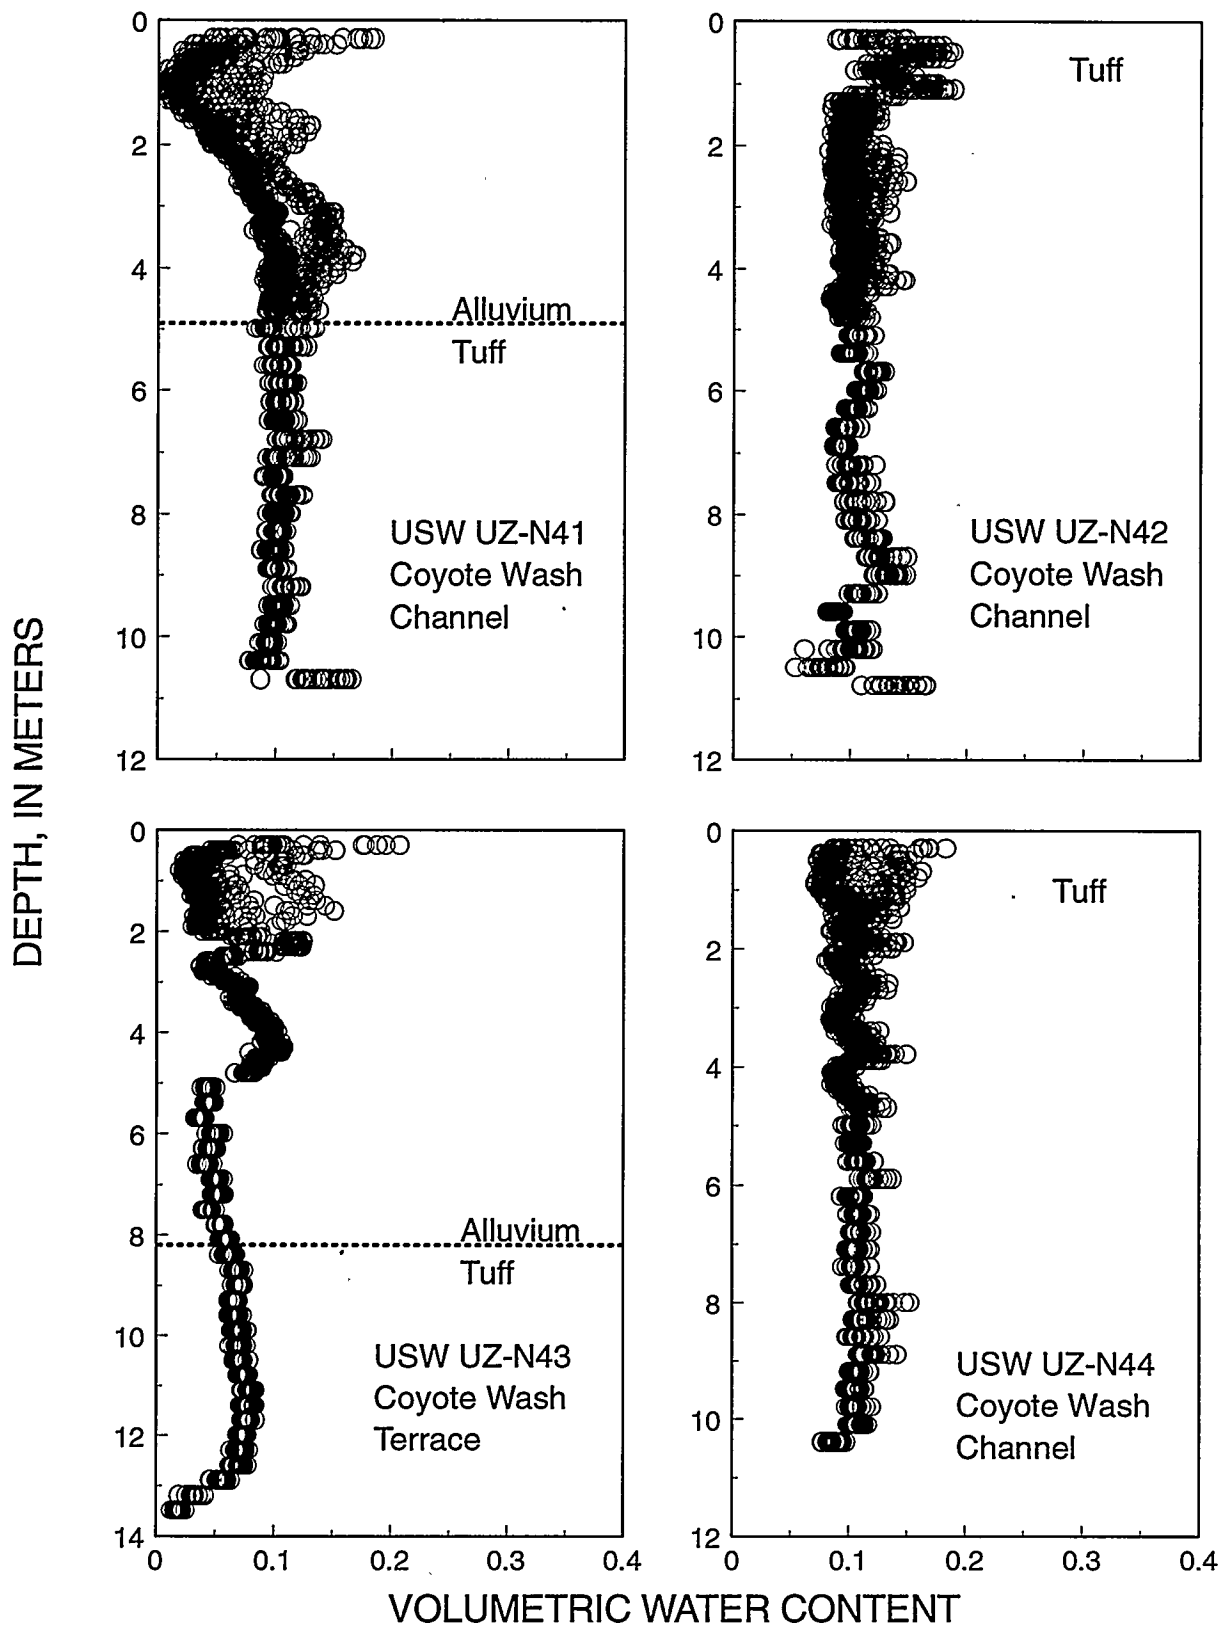 DEPTH, IN METERS
0
2
4
6
8
10
12
Alluvium
Tuff
USW UZ-N41
Coyote Wash
Channel
0
2
4
6
8
10
12
Tuff
USW UZ-N42
Coyote Wash
Channel
0
2
4
6
8
10
12
14
Alluvium
Tuff
USW UZ-N43
Coyote Wash
Terrace
0 0.1 0.2 0.3 0.4
0
2
4
6
8
10
12
Tuff
USW UZ-N44
Coyote Wash
Channel
0 0.1 0.2 0.3 0.4
VOLUMETRIC WATER CONTENT